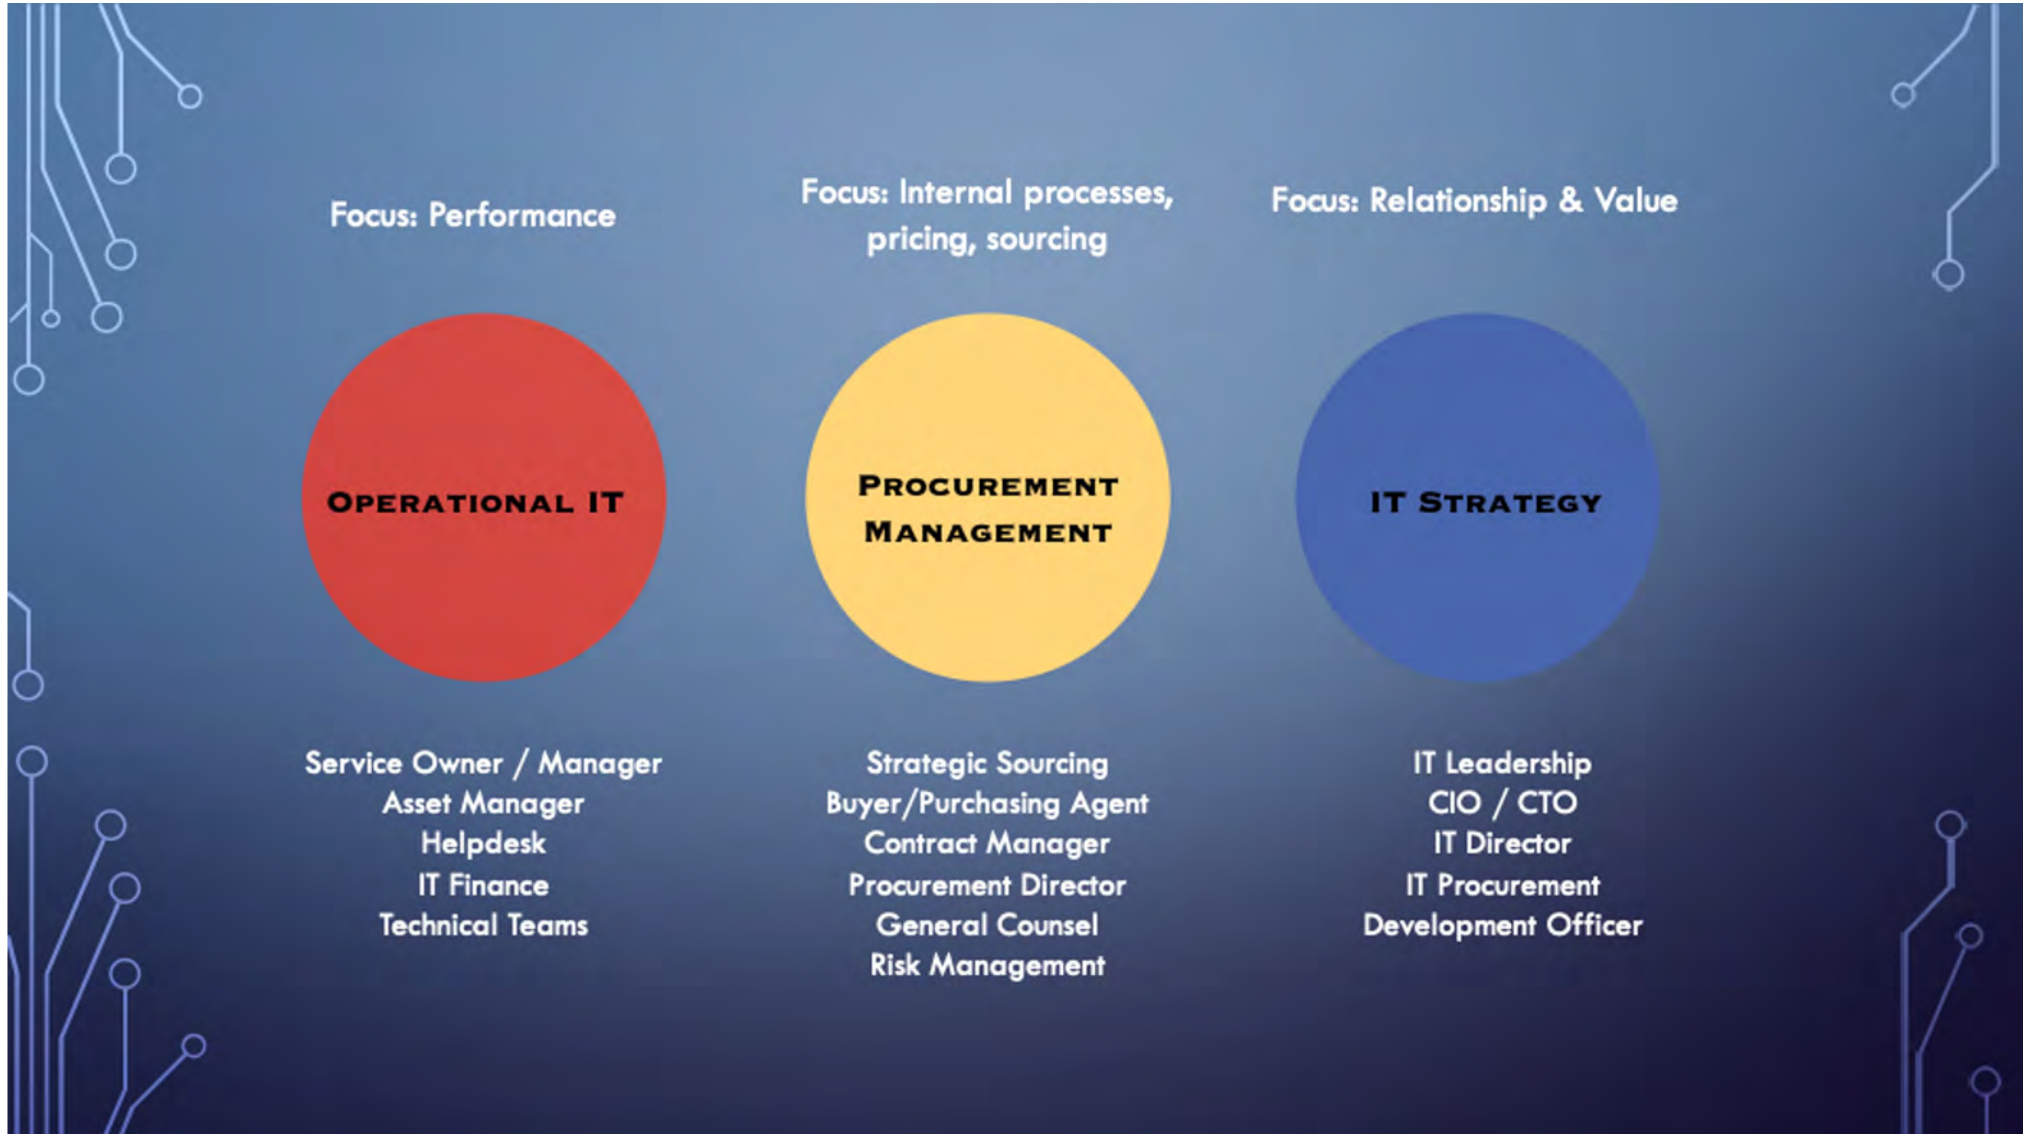 Focus: Performance
OPERATIONAL IT
Service Owner / Manager
Asset Manager
Helpdesk
IT Finance
Technical Teams
Focus: Internal processes,
pricing, sourcing
PROCUREMENT
MANAGEMENT
Strategic Sourcing
Buyer/Purchasing Agent
Contract Manager
Procurement Director
General Counsel
Risk Management
Focus: Relationship & Value
IT STRATEGY
IT Leadership
CIO / CTO
IT Director
IT Procurement
Development Officer